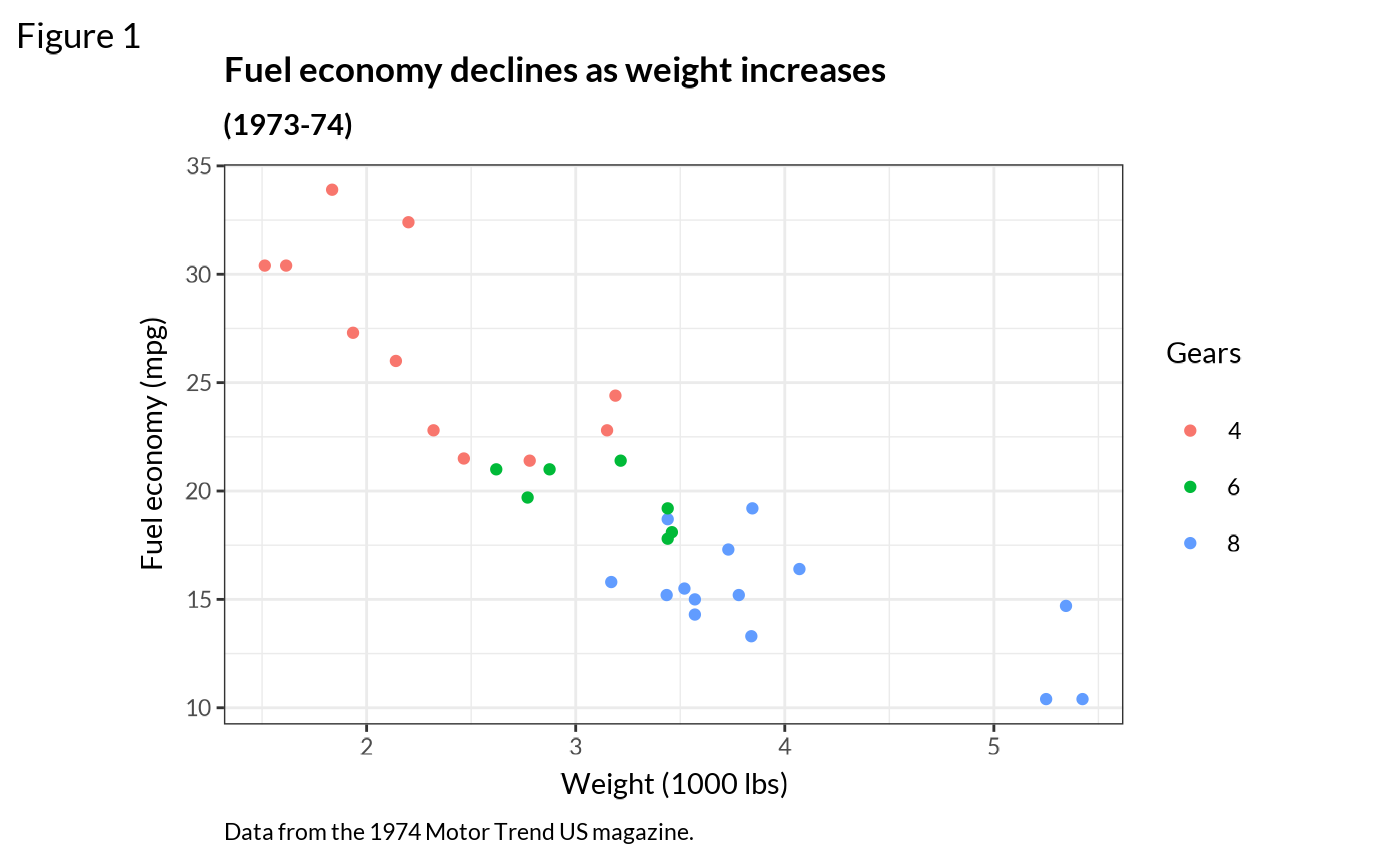 Figure 1
Fuel economy declines as weight increases
(1973-74)
35
30
25
20
15
10
Fuel economy (mpg)
2 3 4 5
Weight (1000 lbs)
Gears
4
6
8
Data from the 1974 Motor Trend US magazine.